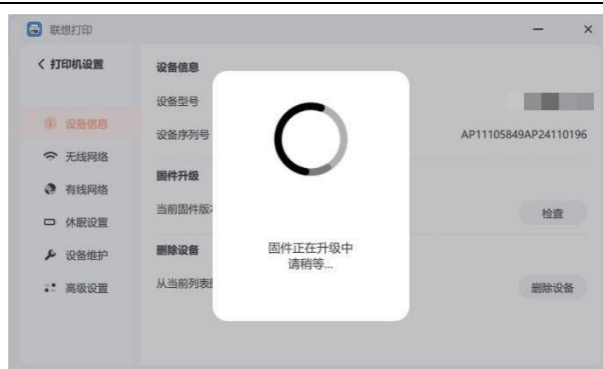 联想打印
打印机设置
设备信息
无线网络
有线网络
休眠设置
设备维护
高级设置
设备信息
设备型号
设备序列号 AP11105849AP24110196
固件升级
当前固件版 检查
删除设备
从当前列表 删除设备
固件正在升级中
请稍等...